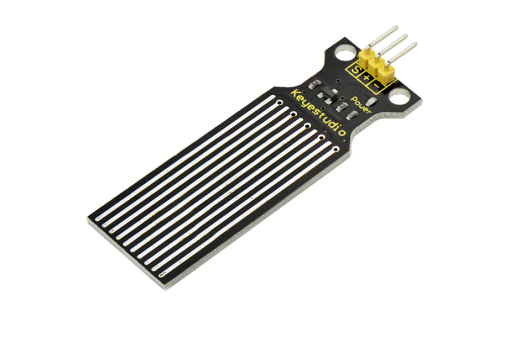 S + -
Power
Keyestudio.